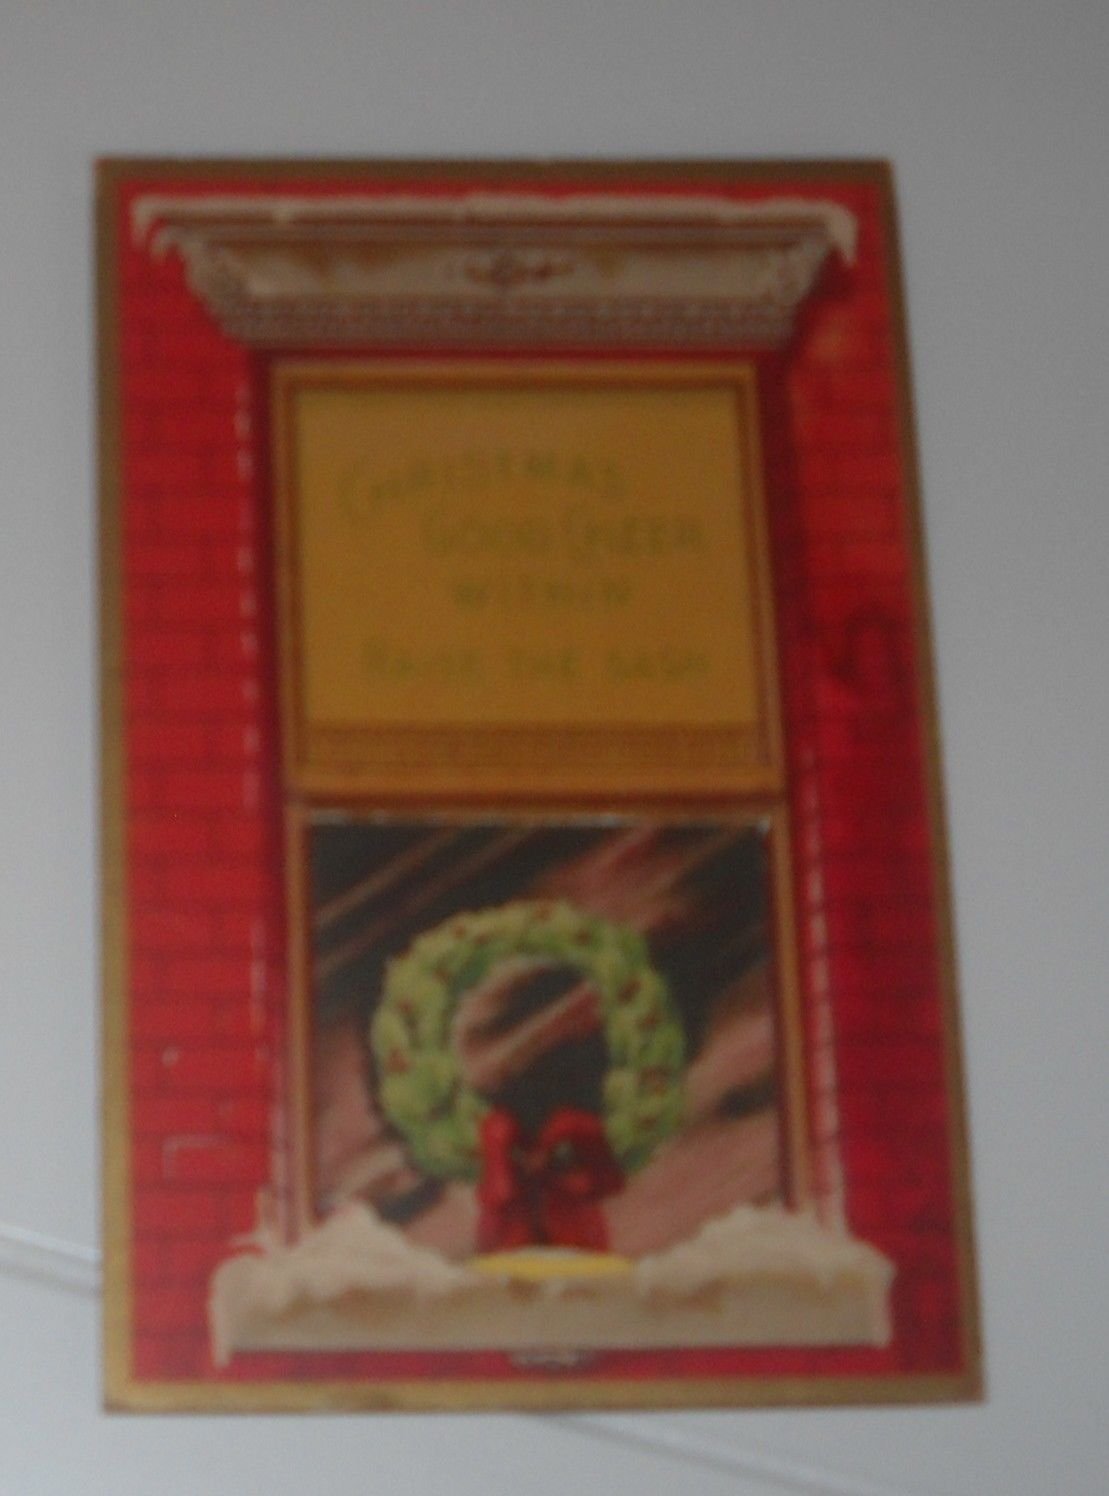 CHRISTMAS
GOOD CHEER
WITHIN
RAISE THE SASH